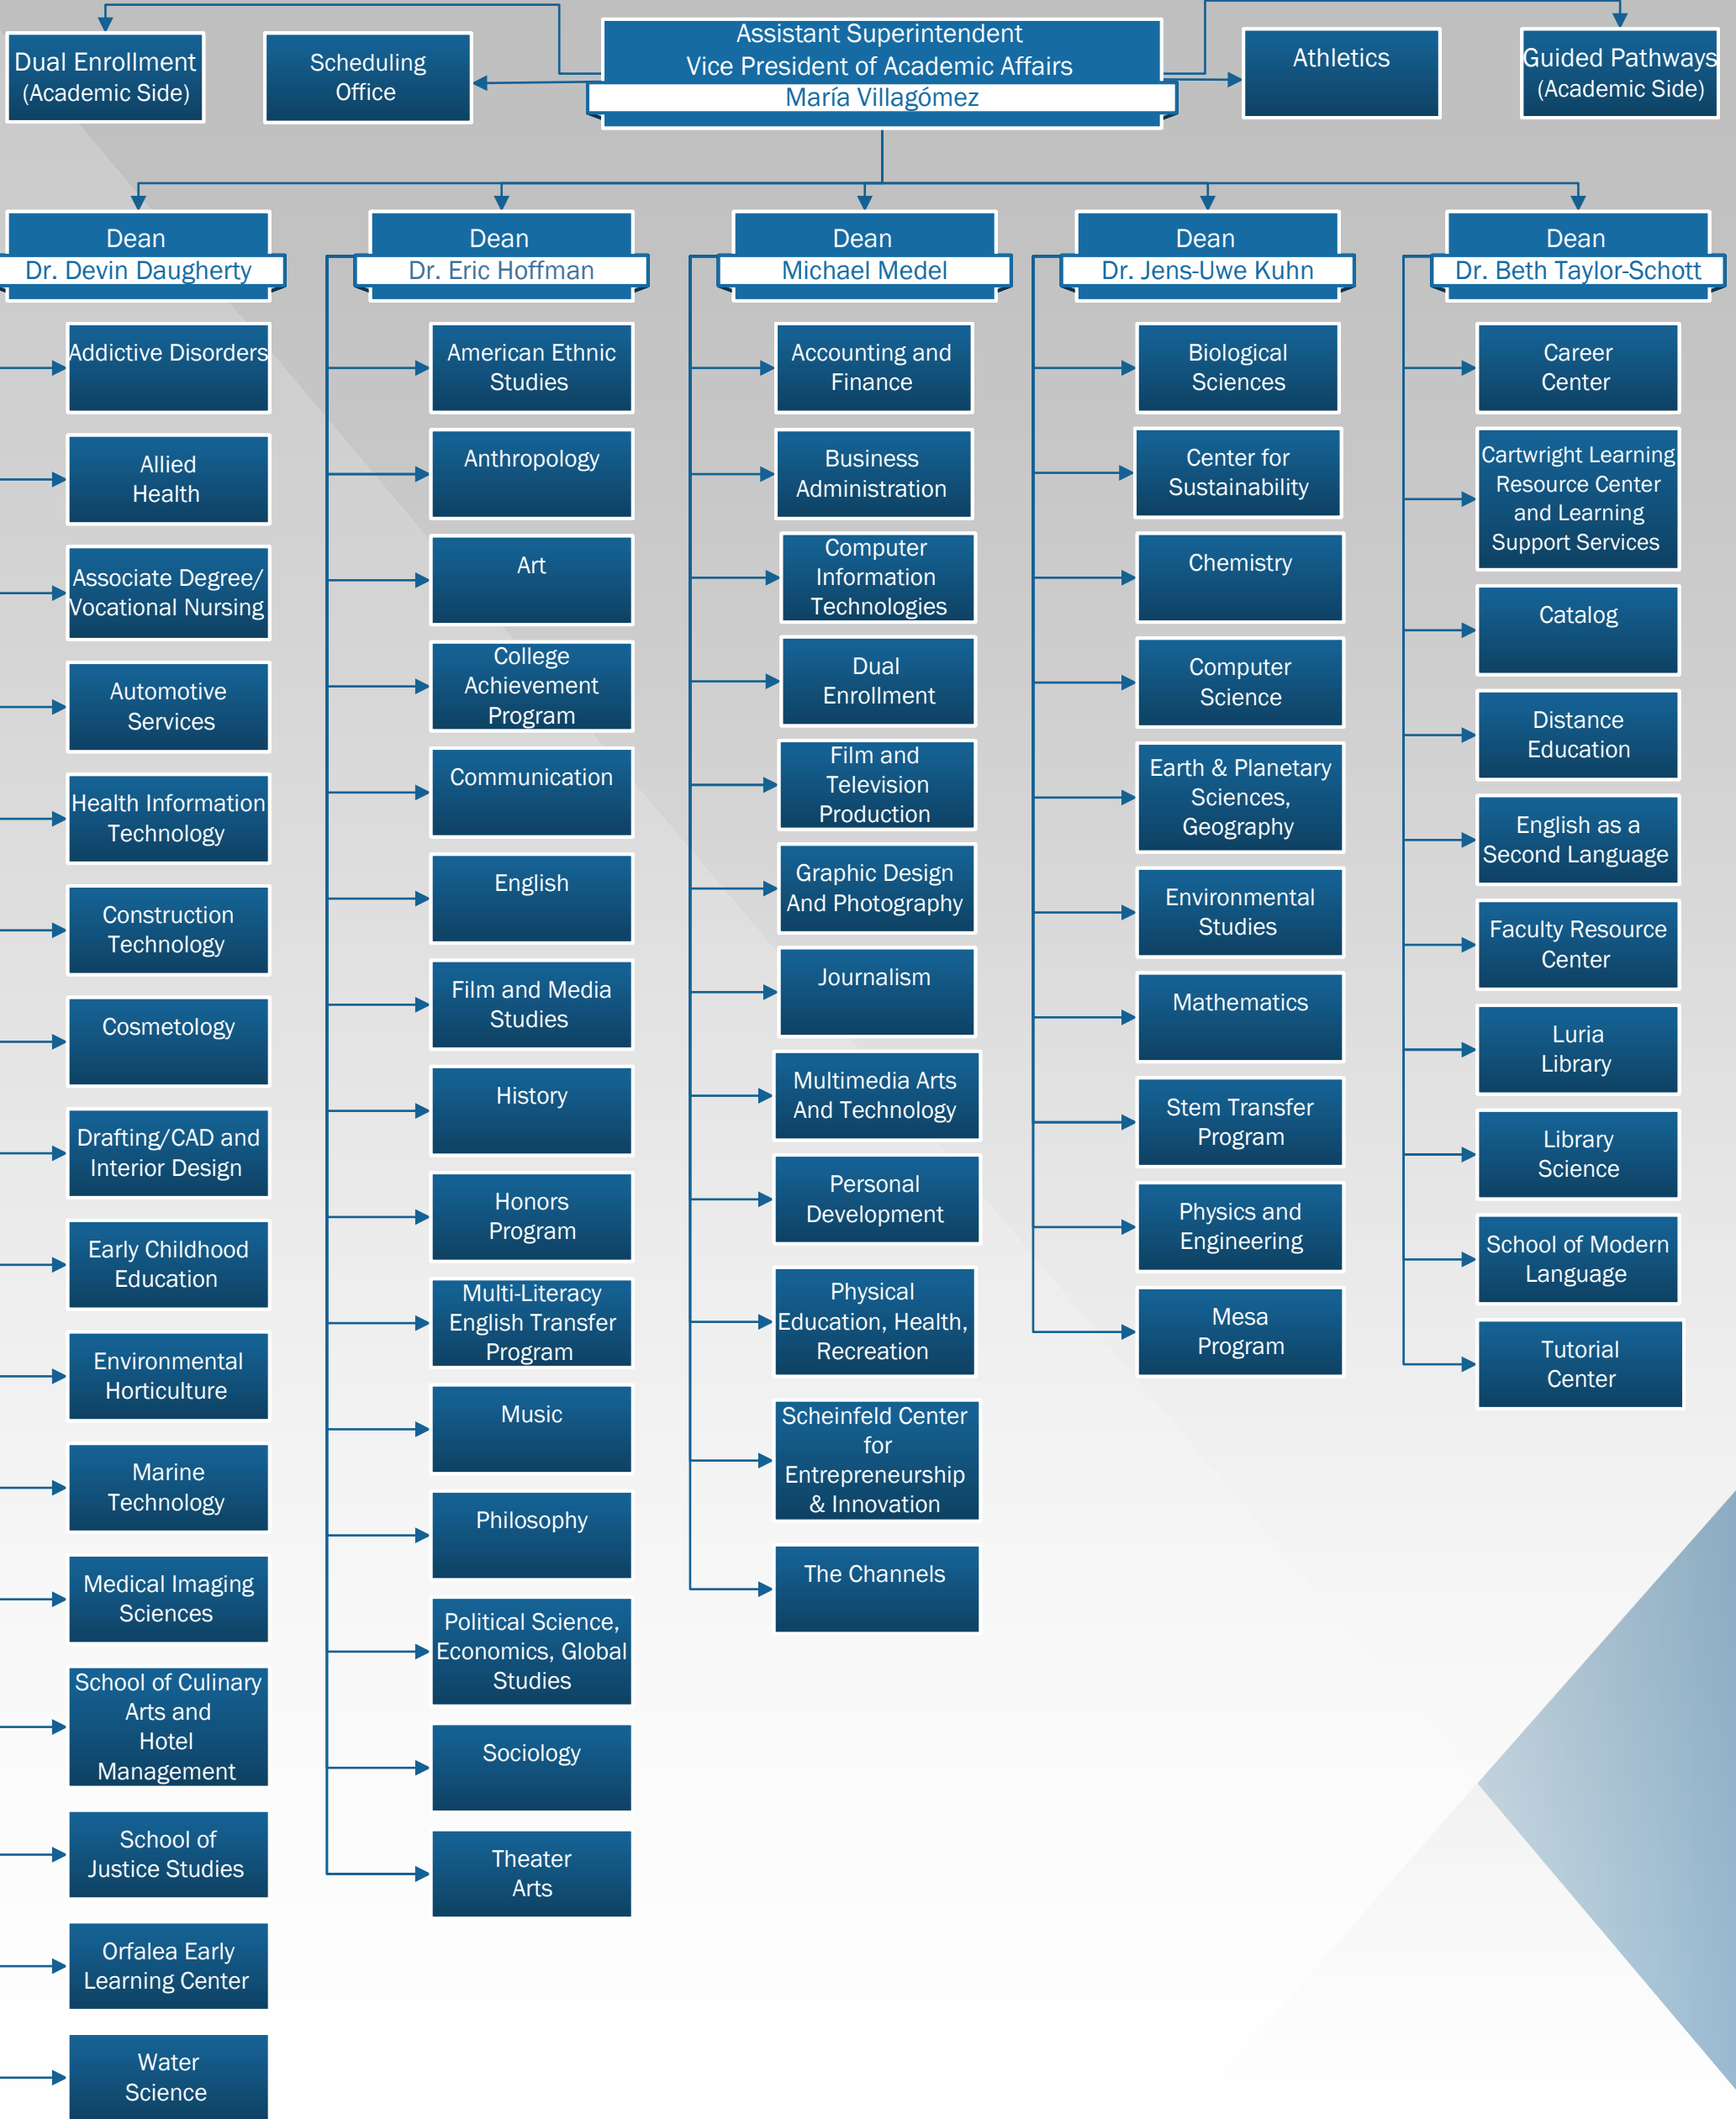 Dual Enrollment
(Academic Side)
Scheduling
Office
Assistant Superintendent
Vice President of Academic Affairs
María Villagómez
Athletics
Guided Pathways
(Academic Side)
Dean
Dr. Devin Daugherty
Addictive Disorders
Allied
Health
Associate Degree/
Vocational Nursing
Automotive
Services
Health Information
Technology
Construction
Technology
Cosmetology
Drafting/CAD and
Interior Design
Early Childhood
Education
Environmental
Horticulture
Marine
Technology
Medical Imaging
Sciences
School of Culinary
Arts and
Hotel
Management
School of
Justice Studies
Orfalea Early
Learning Center
Water
Science
Dean
Dr. Eric Hoffman
American Ethnic
Studies
Anthropology
Art
College
Achievement
Program
Communication
English
Film and Media
Studies
History
Honors
Program
Multi-Literacy
English Transfer
Program
Music
Philosophy
Political Science,
Economics, Global
Studies
Sociology
Theater
Arts
Dean
Michael Medel
Accounting and
Finance
Business
Administration
Computer
Information
Technologies
Dual
Enrollment
Film and
Television
Production
Graphic Design
And Photography
Journalism
Multimedia Arts
And Technology
Personal
Development
Physical
Education, Health,
Recreation
Scheinfeld Center
for
Entrepreneurship
& Innovation
The Channels
Dean
Dr. Jens-Uwe Kuhn
Biological
Sciences
Center for
Sustainability
Chemistry
Computer
Science
Earth & Planetary
Sciences,
Geography
Environmental
Studies
Mathematics
Stem Transfer
Program
Physics and
Engineering
Mesa
Program
Dean
Dr. Beth Taylor-Schott
Career
Center
Cartwright Learning
Resource Center
and Learning
Support Services
Catalog
Distance
Education
English as a
Second Language
Faculty Resource
Center
Luria
Library
Library
Science
School of Modern
Language
Tutorial
Center